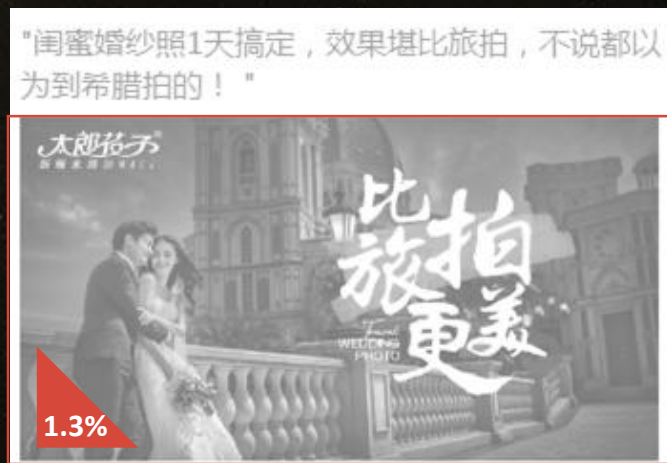 "闺蜜婚纱照1天搞定，效果堪比旅拍，不说都以
为到希腊拍的！"
太郎花子®
比
旅拍
更美
Travel
WEDDING
PHOTO
1.3%